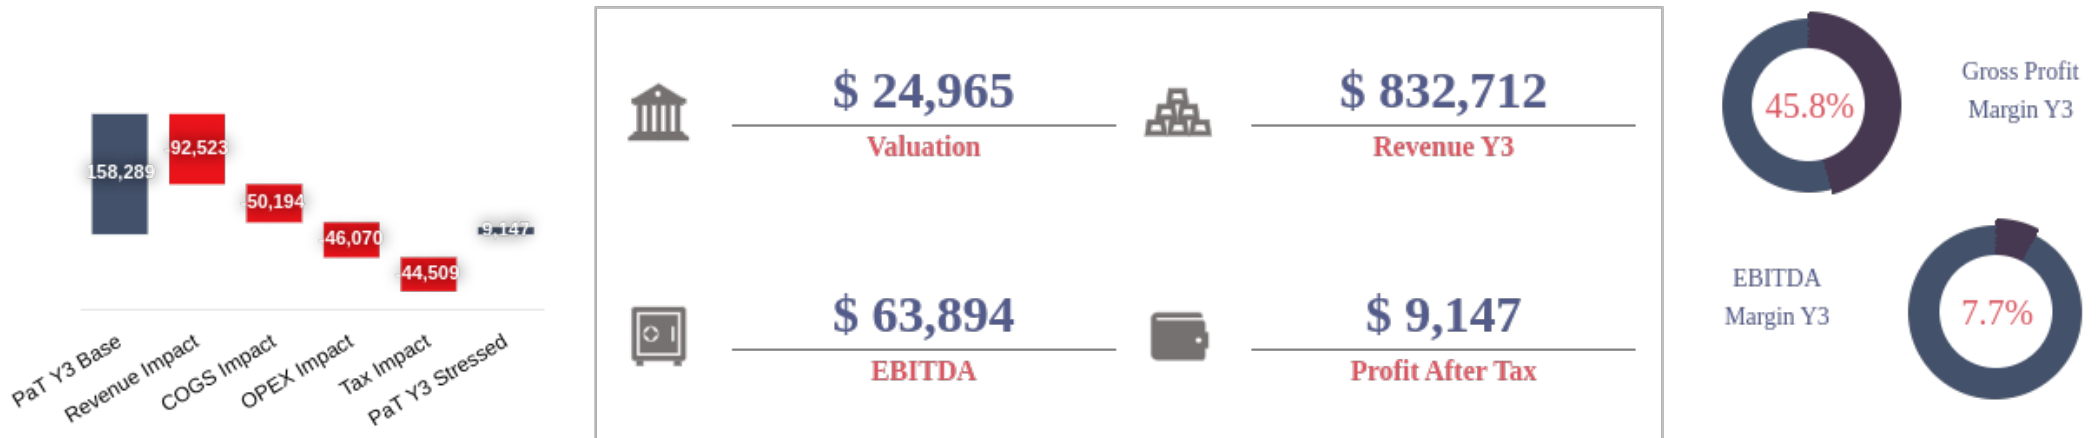 158,289
-92,523
-50,194
-46,070
-44,509
9,147
PaT Y3 Base
Revenue Impact
COGS Impact
OPEX Impact
Tax Impact
PaT Y3 Stressed
$ 24,965
Valuation
$ 832,712
Revenue Y3
$ 63,894
EBITDA
$ 9,147
Profit After Tax
45.8%
Gross Profit
Margin Y3
EBITDA
Margin Y3
7.7%